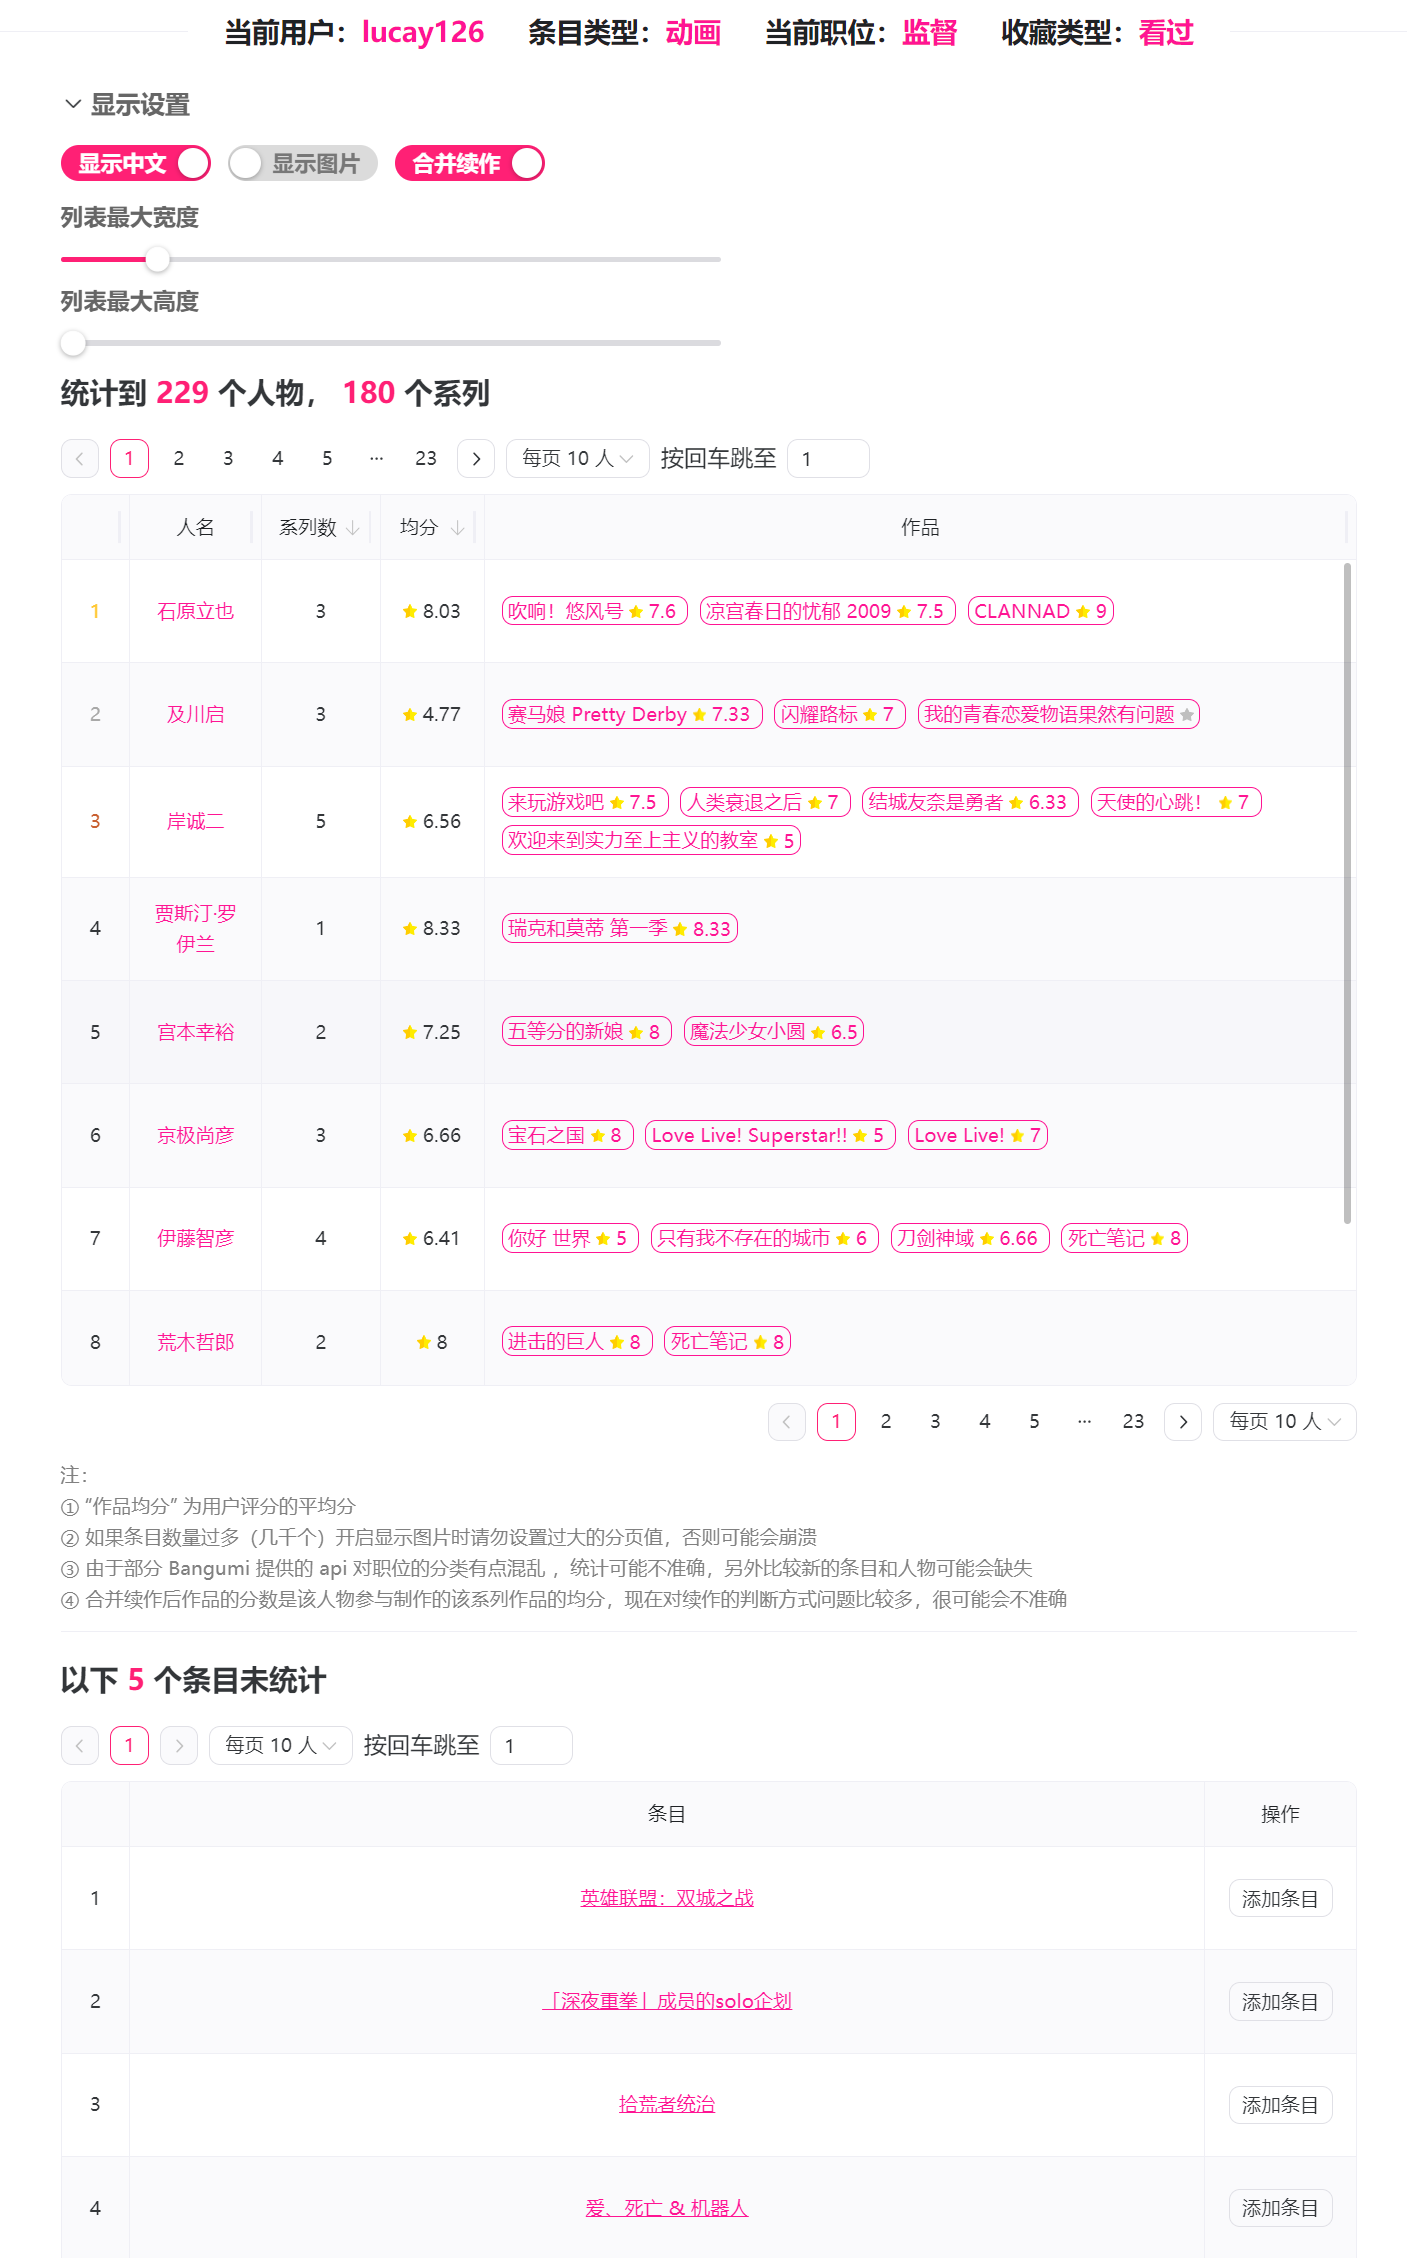 当前用户：lucay126 条目类型：动画 当前职位：监督 收藏类型：看过
显示设置
显示中文 显示图片 合并续作
列表最大宽度
列表最大高度
统计到 229 个人物， 180 个系列
1 2 3 4 5 ··· 23 每页 10 人 按回车跳至 1
人名 系列数 均分 作品
1 石原立也 3 8.03 吹响！悠风号 7.6 凉宫春日的忧郁 2009 7.5 CLANNAD 9
2 及川启 3 4.77 赛马娘 Pretty Derby 7.33 闪耀路标 7 我的青春恋爱物语果然有问题
3 岸诚二 5 6.56 来玩游戏吧 7.5 人类衰退之后 7 结城友奈是勇者 6.33 天使的心跳！ 7
欢迎来到实力至上主义的教室 5
4 贾斯汀·罗伊兰 1 8.33 瑞克和莫蒂 第一季 8.33
5 宫本幸裕 2 7.25 五等分的新娘 8 魔法少女小圆 6.5
6 京极尚彦 3 6.66 宝石之国 8 Love Live! Superstar!! 5 Love Live! 7
7 伊藤智彦 4 6.41 你好 世界 5 只有我不存在的城市 6 刀剑神域 6.66 死亡笔记 8
8 荒木哲郎 2 8 进击的巨人 8 死亡笔记 8
1 2 3 4 5 ··· 23 每页 10 人
注：
① “作品均分” 为用户评分的平均分
② 如果条目数量过多（几千个）开启显示图片时请勿设置过大的分页值，否则可能会崩溃
③ 由于部分 Bangumi 提供的 api 对职位的分类有点混乱 ，统计可能不准确，另外比较新的条目和人物可能会缺失
④ 合并续作后作品的分数是该人物参与制作的该系列作品的均分，现在对续作的判断方式问题比较多，很可能会不准确
以下 5 个条目未统计
1 每页 10 人 按回车跳至 1
条目 操作
1 英雄联盟：双城之战 添加条目
2 「深夜重拳」成员的solo企划 添加条目
3 拾荒者统治 添加条目
4 爱、死亡 & 机器人 添加条目